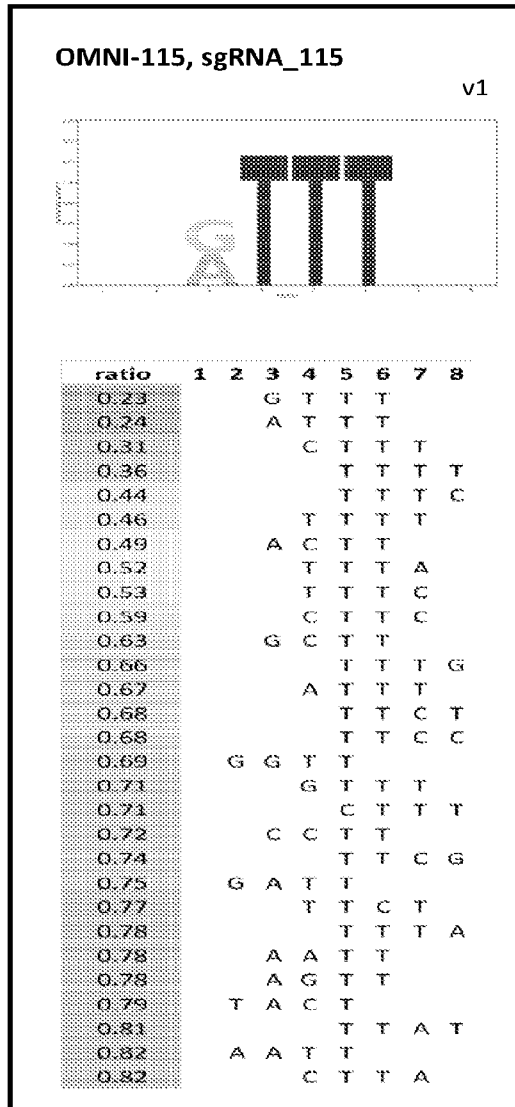 OMNI-115, sgRNA_115
v1
G
A T T T
ratio 1 2 3 4 5 6 7 8
0.23 G T T T
0.24 A T T T
0.31 C T T T
0.36 T T T T
0.44 T T T C
0.46 T T T T
0.49 A C T T
0.52 T T T A
0.53 T T T C
0.59 C T T C
0.63 G C T T
0.66 T T T G
0.67 A T T T
0.68 T T C T
0.68 T T C C
0.69 G G T T
0.71 G T T T
0.71 C T T T
0.72 C C T T
0.74 T T C G
0.75 G A T T
0.77 T T C T
0.78 T T T A
0.78 A A T T
0.78 A G T T
0.79 T A C T
0.81 T T A T
0.82 A A T T
0.82 C T T A